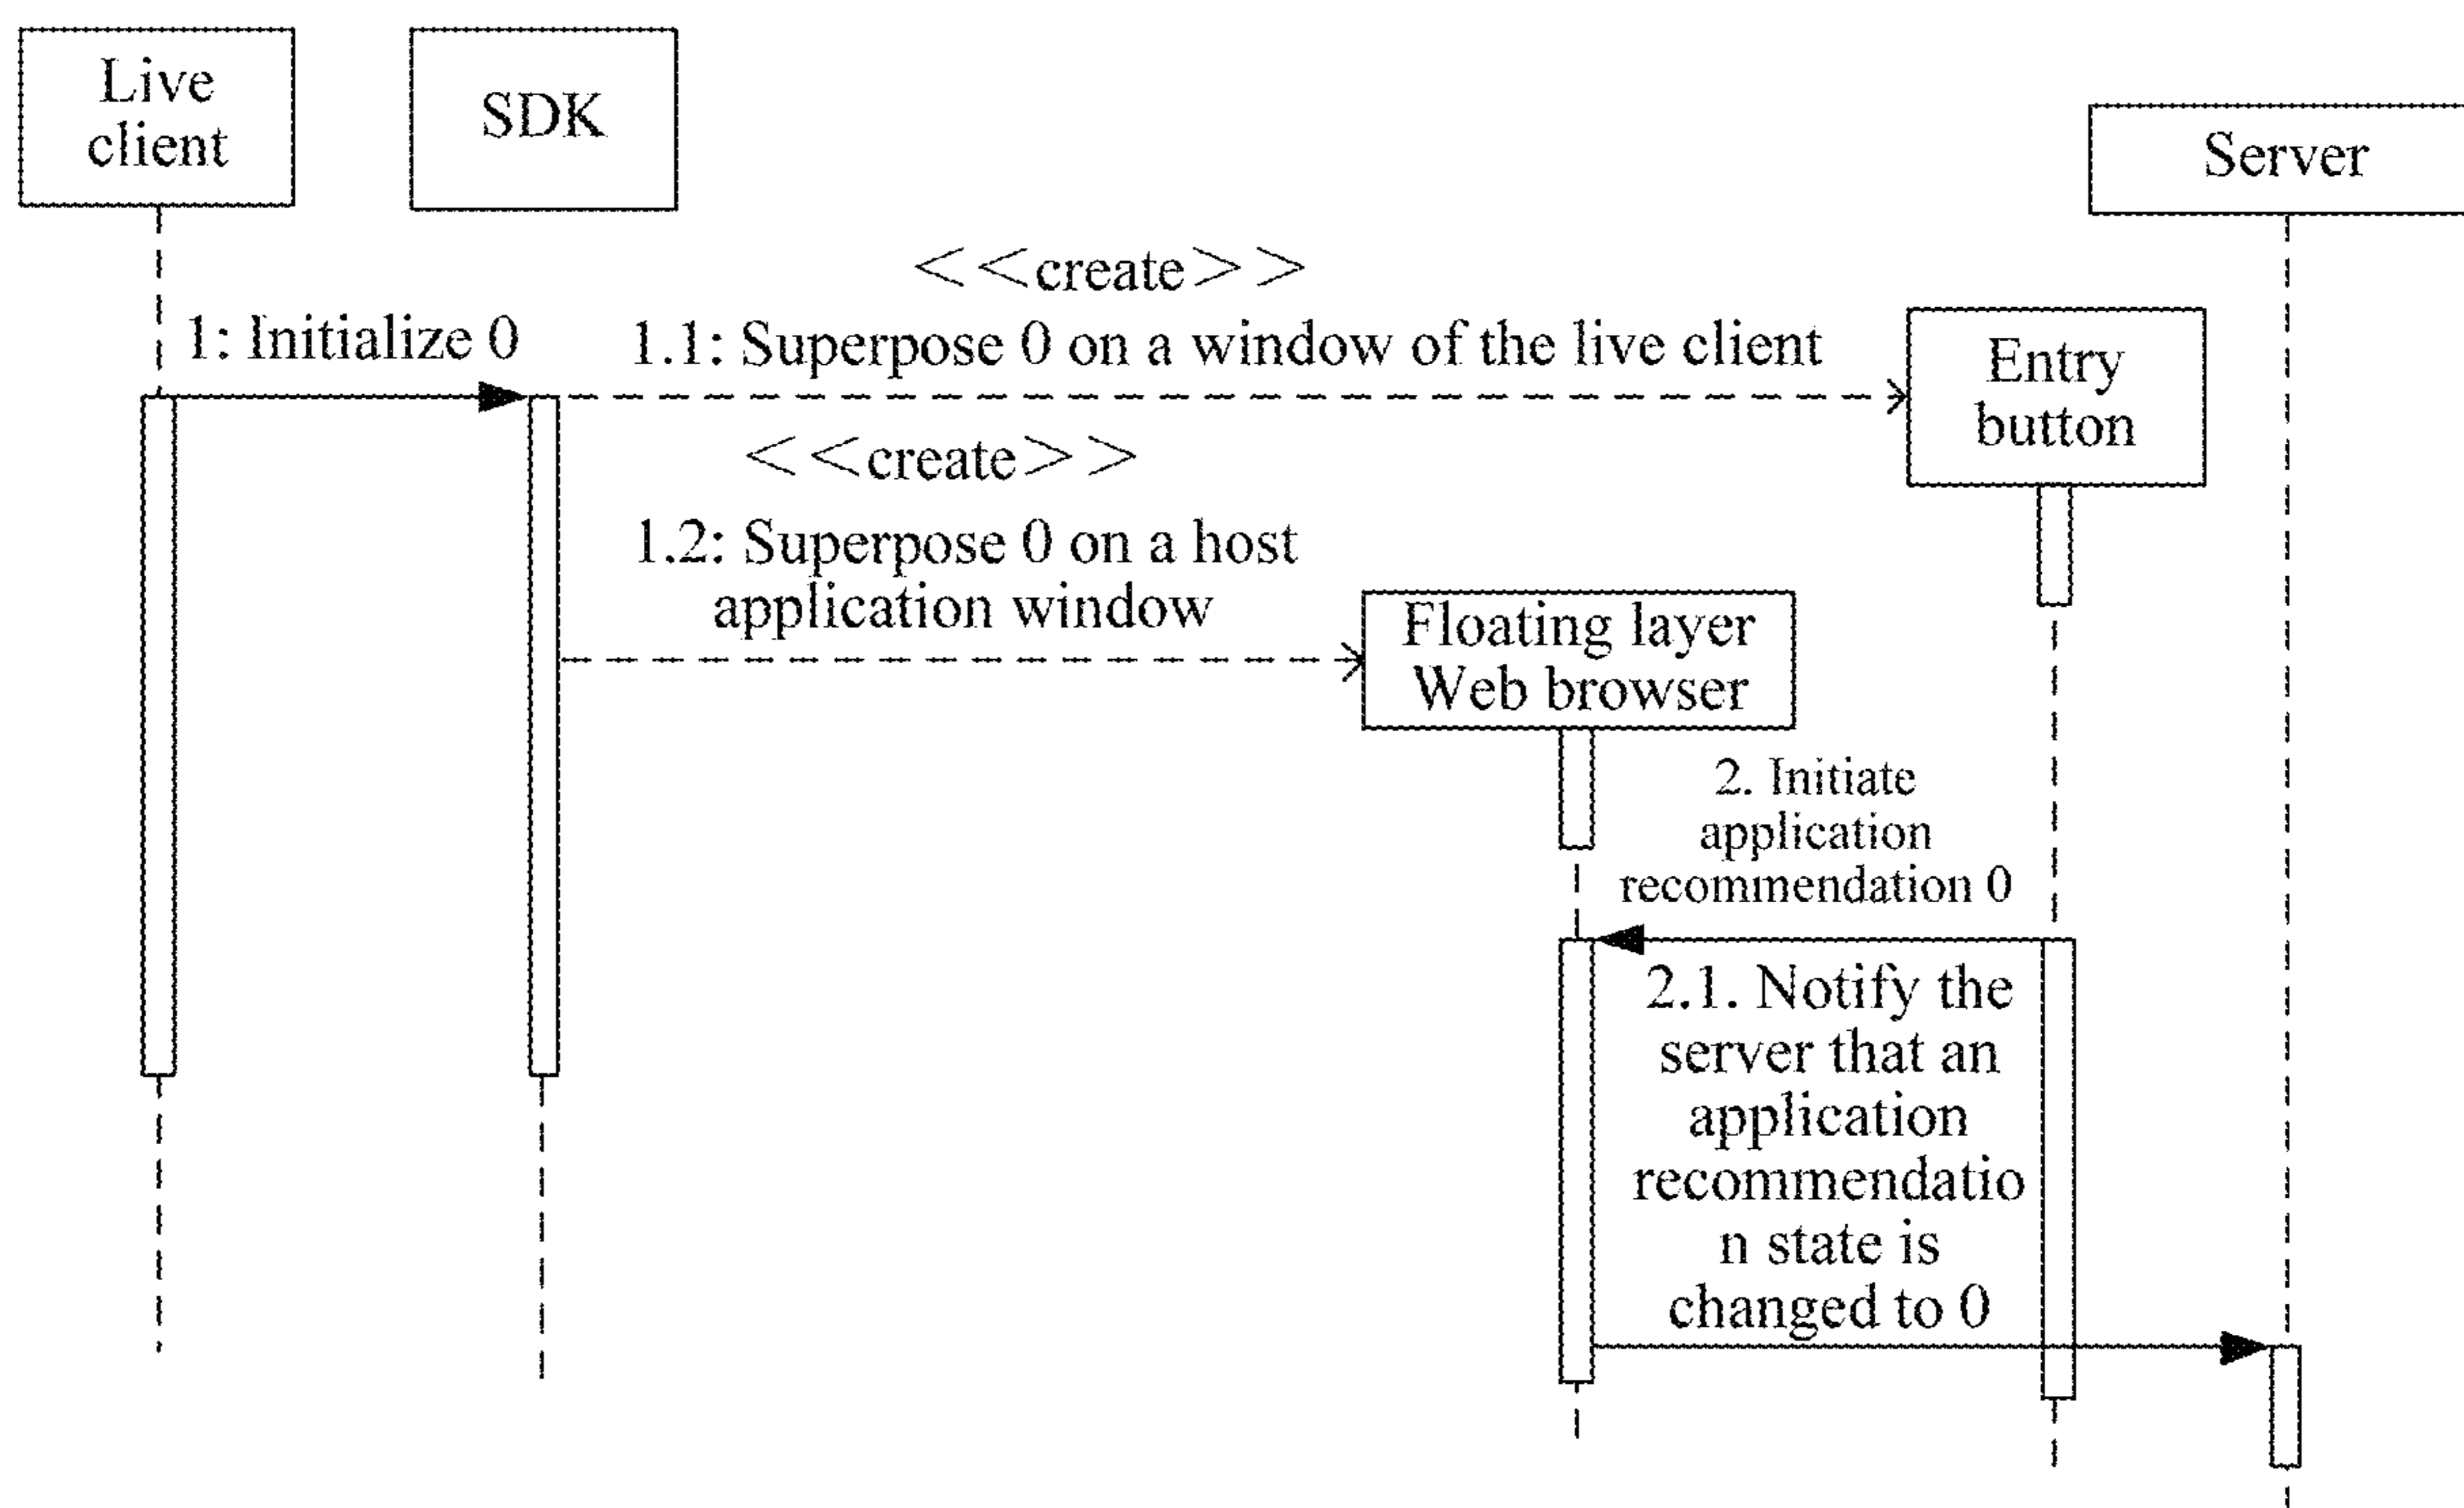 Live
client
SDK
Server
<<create>>
1: Initialize 0
1.1: Superpose 0 on a window of the live client
Entry
button
<<create>>
1.2: Superpose 0 on a host
application window
Floating layer
Web browser
2. Initiate
application
recommendation 0
2.1. Notify the
server that an
application
recommendatio
n state is
changed to 0